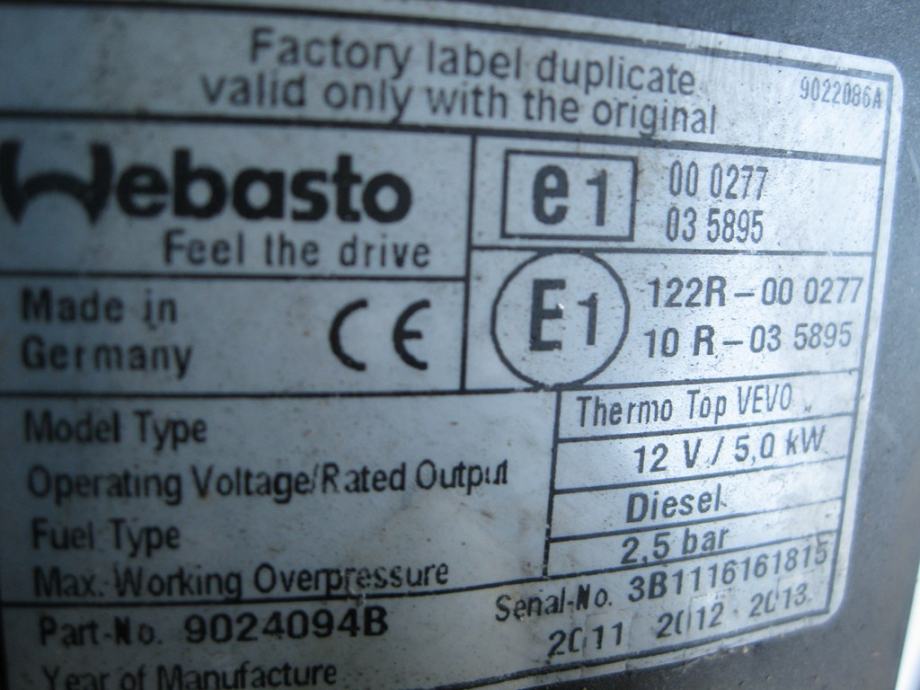 Factory label duplicate
valid only with the original
9022086A
Webasto
Feel the drive
e1
00 0277
03 5895
Made in
Germany
CE
E1
122R-00 0277
10 R-03 5895
Model Type
Thermo Top VEVO
Operating Voltage/Rated Output
12 V / 5,0 kW
Fuel Type
Diesel
Max. Working Overpressure
2,5 bar
Part-No. 9024094B
Serial-No. 3B1116161815
Year of Manufacture
2011 2012 2013